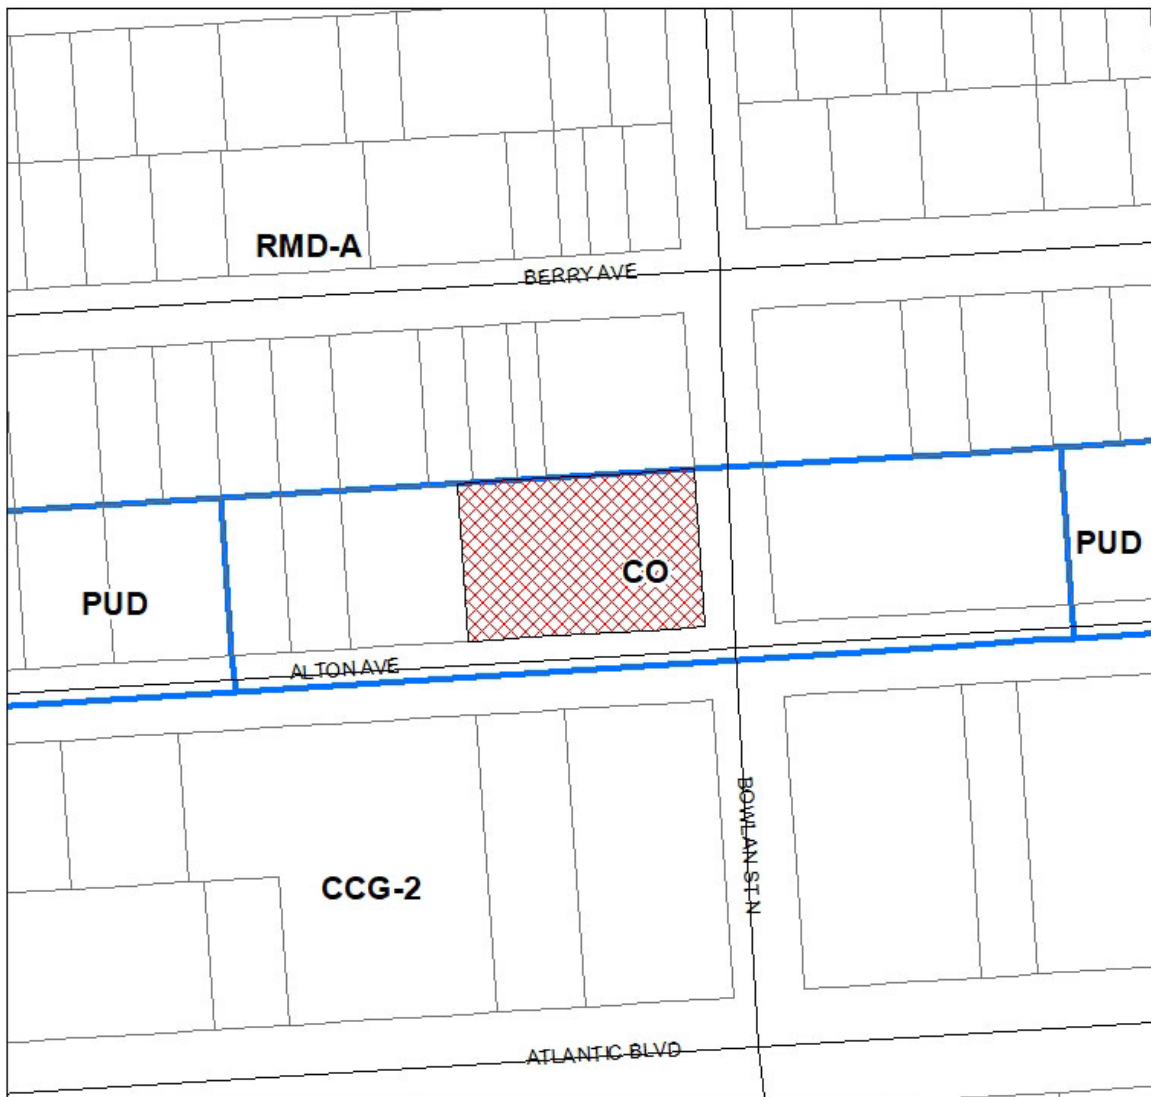 RMD-A
BERRY AVE
PUD
CO
PUD
ALTON AVE
BOWLAN ST N
CCG-2
ATLANTIC BLVD